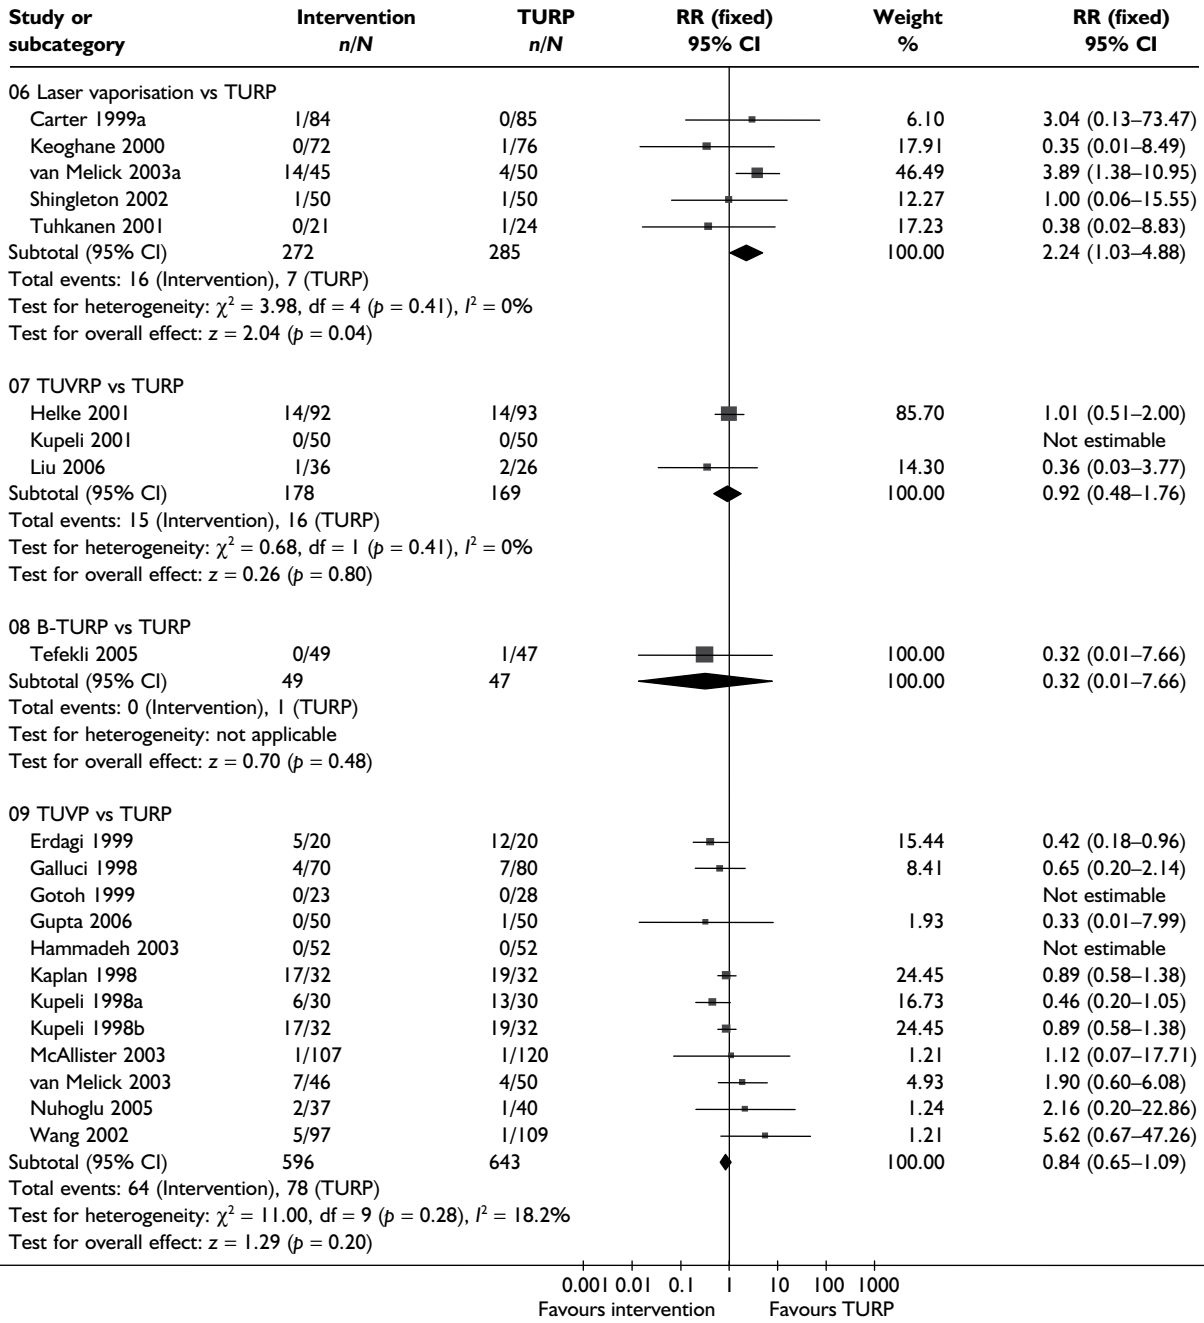 Study or Intervention TURP RR (fixed) Weight RR (fixed)
subcategory n/N n/N 95% CI % 95% CI
06 Laser vaporisation vs TURP
Carter 1999a 1/84 0/85 6.10 3.04 (0.13–73.47)
Keoghane 2000 0/72 1/76 17.91 0.35 (0.01–8.49)
van Melick 2003a 14/45 4/50 46.49 3.89 (1.38–10.95)
Shingleton 2002 1/50 1/50 12.27 1.00 (0.06–15.55)
Tuhkanen 2001 0/21 1/24 17.23 0.38 (0.02–8.83)
Subtotal (95% CI) 272 285 100.00 2.24 (1.03–4.88)
Total events: 16 (Intervention), 7 (TURP)
Test for heterogeneity: χ² = 3.98, df = 4 (p = 0.41), I² = 0%
Test for overall effect: z = 2.04 (p = 0.04)
07 TUVRP vs TURP
Helke 2001 14/92 14/93 85.70 1.01 (0.51–2.00)
Kupeli 2001 0/50 0/50 Not estimable
Liu 2006 1/36 2/26 14.30 0.36 (0.03–3.77)
Subtotal (95% CI) 178 169 100.00 0.92 (0.48–1.76)
Total events: 15 (Intervention), 16 (TURP)
Test for heterogeneity: χ² = 0.68, df = 1 (p = 0.41), I² = 0%
Test for overall effect: z = 0.26 (p = 0.80)
08 B-TURP vs TURP
Tefekli 2005 0/49 1/47 100.00 0.32 (0.01–7.66)
Subtotal (95% CI) 49 47 100.00 0.32 (0.01–7.66)
Total events: 0 (Intervention), 1 (TURP)
Test for heterogeneity: not applicable
Test for overall effect: z = 0.70 (p = 0.48)
09 TUVP vs TURP
Erdagi 1999 5/20 12/20 15.44 0.42 (0.18–0.96)
Galluci 1998 4/70 7/80 8.41 0.65 (0.20–2.14)
Gotoh 1999 0/23 0/28 Not estimable
Gupta 2006 0/50 1/50 1.93 0.33 (0.01–7.99)
Hammadeh 2003 0/52 0/52 Not estimable
Kaplan 1998 17/32 19/32 24.45 0.89 (0.58–1.38)
Kupeli 1998a 6/30 13/30 16.73 0.46 (0.20–1.05)
Kupeli 1998b 17/32 19/32 24.45 0.89 (0.58–1.38)
McAllister 2003 1/107 1/120 1.21 1.12 (0.07–17.71)
van Melick 2003 7/46 4/50 4.93 1.90 (0.60–6.08)
Nuhoglu 2005 2/37 1/40 1.24 2.16 (0.20–22.86)
Wang 2002 5/97 1/109 1.21 5.62 (0.67–47.26)
Subtotal (95% CI) 596 643 100.00 0.84 (0.65–1.09)
Total events: 64 (Intervention), 78 (TURP)
Test for heterogeneity: χ² = 11.00, df = 9 (p = 0.28), I² = 18.2%
Test for overall effect: z = 1.29 (p = 0.20)
0.001 0.01 0.1 1 10 100 1000
Favours intervention Favours TURP